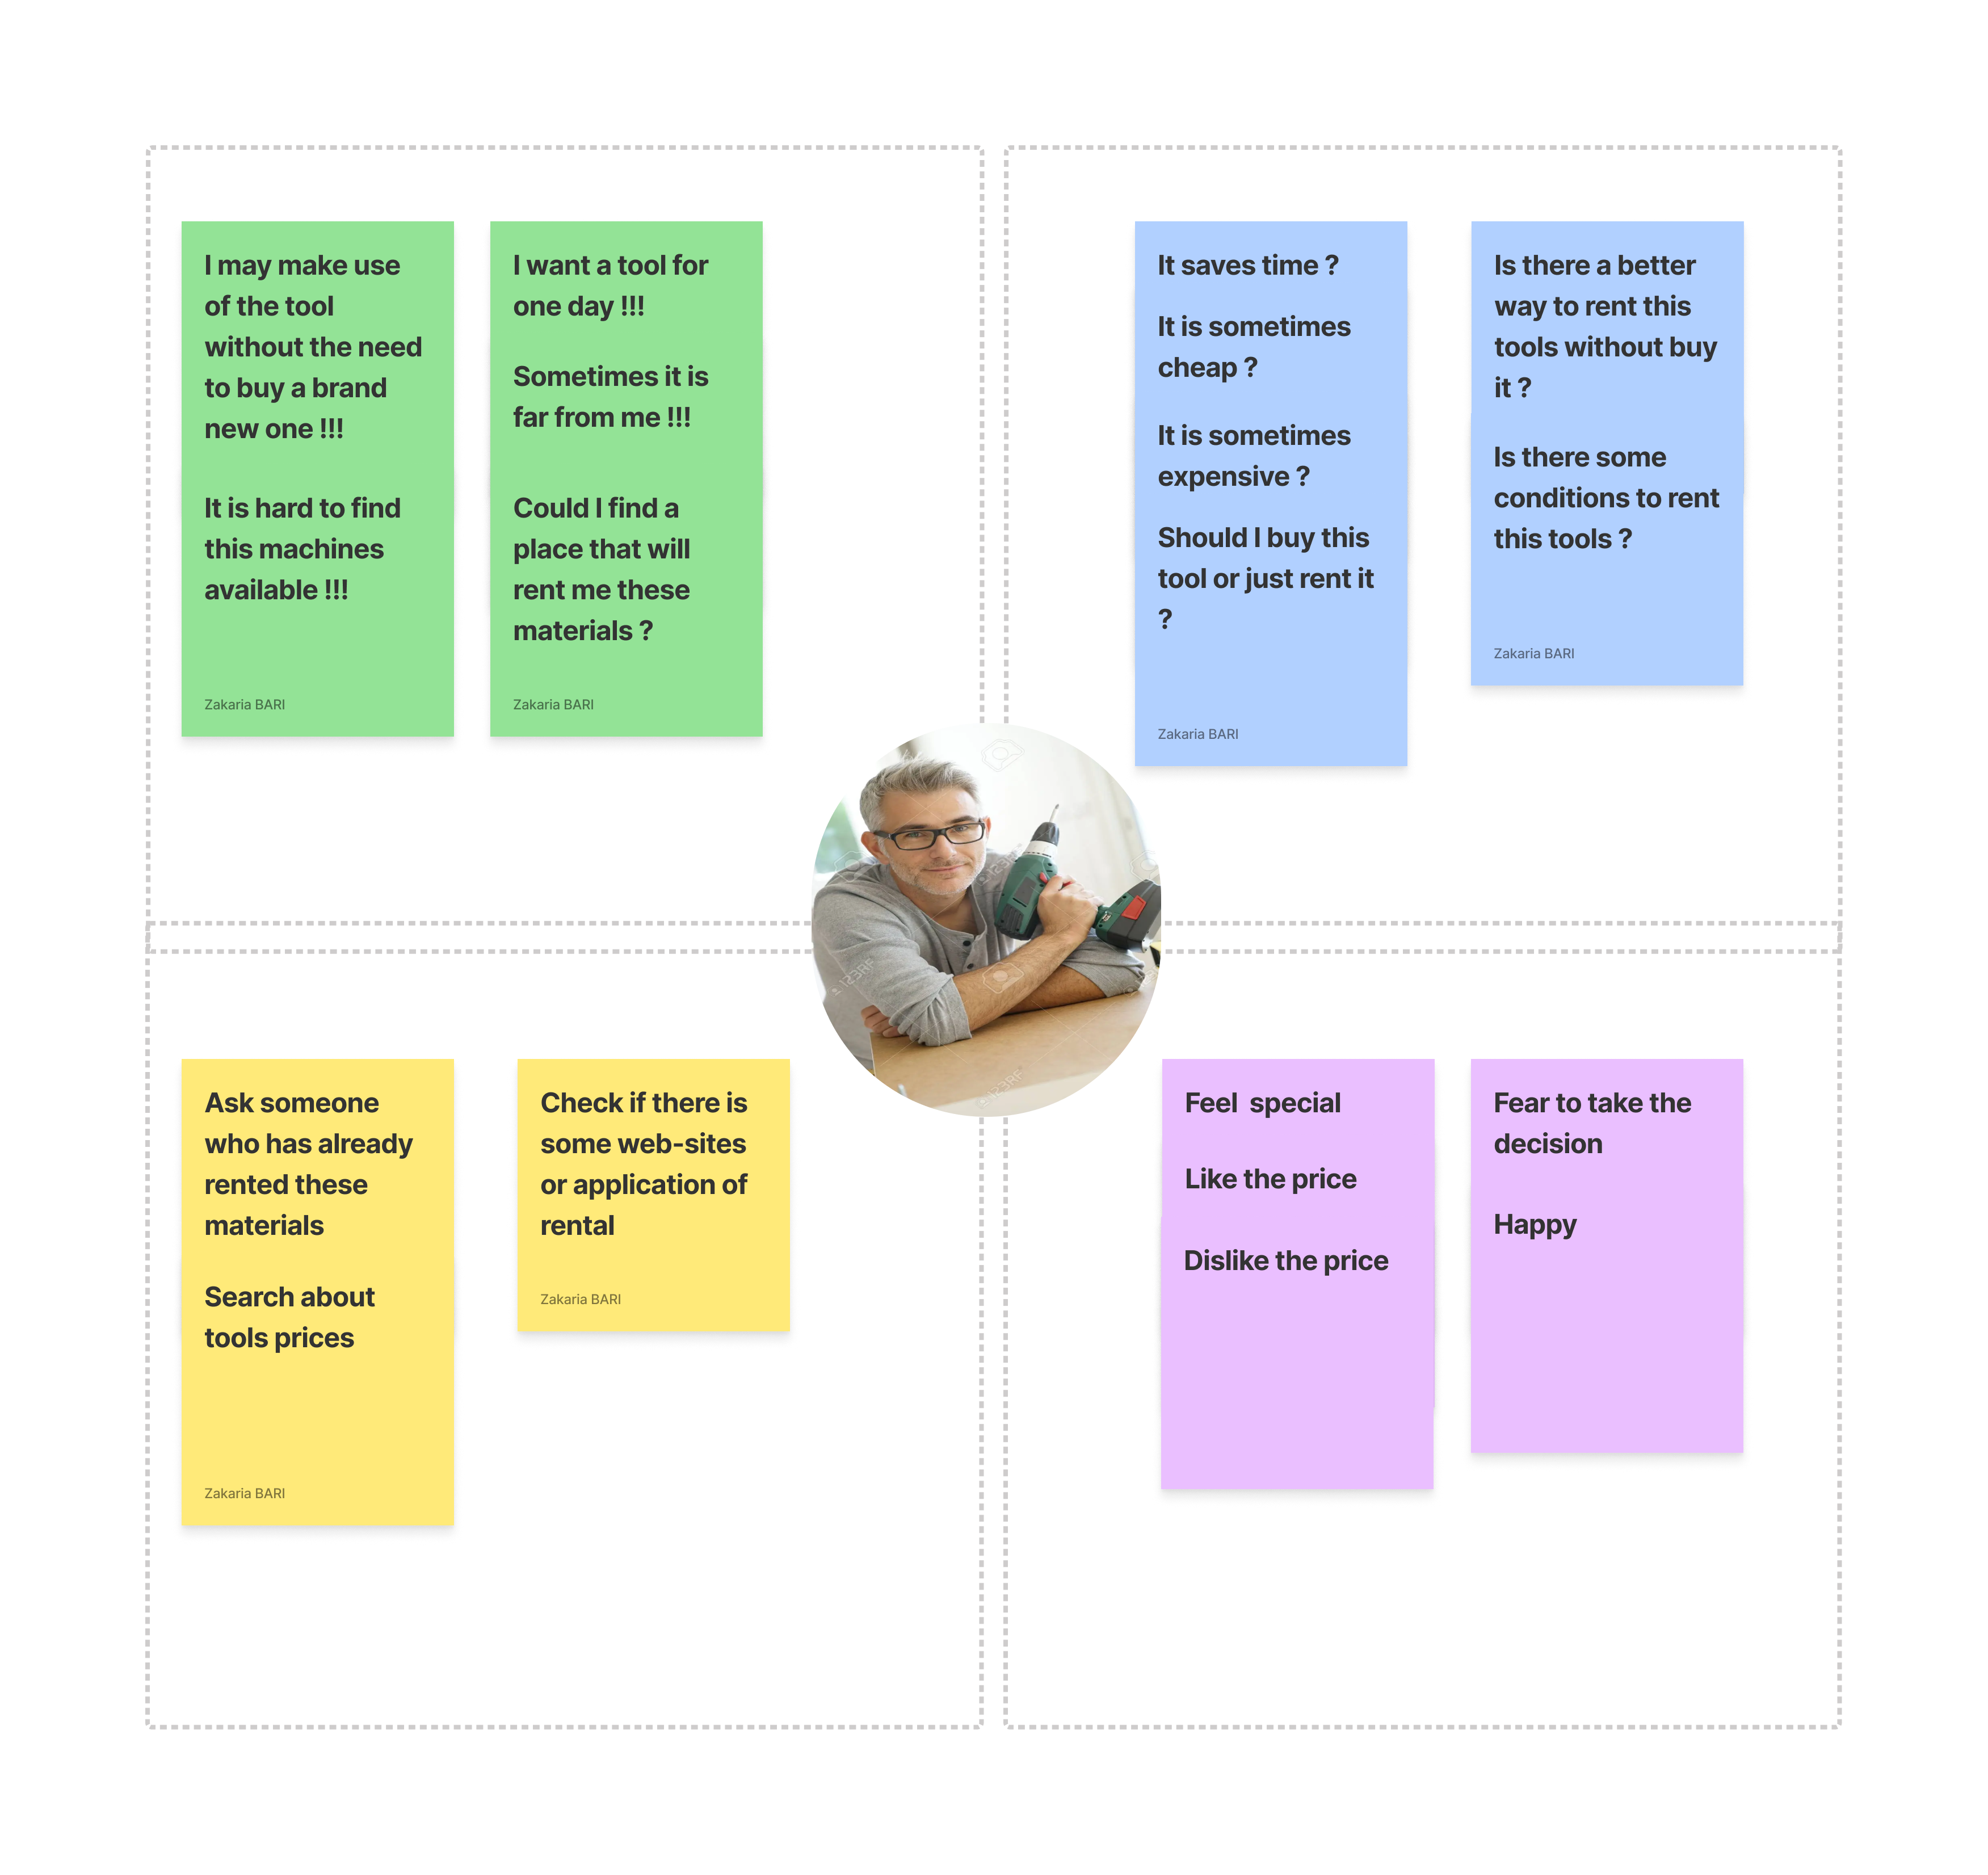 I may make use
of the tool
without the need
to buy a brand
new one !!!
It is hard to find
this machines
available !!!
Zakaria BARI
I want a tool for
one day !!!
Sometimes it is
far from me !!!
Could I find a
place that will
rent me these
materials ?
Zakaria BARI
It saves time ?
It is sometimes
cheap ?
It is sometimes
expensive ?
Should I buy this
tool or just rent it
?
Zakaria BARI
Is there a better
way to rent this
tools without buy
it ?
Is there some
conditions to rent
this tools ?
Zakaria BARI
123RF
123RF
123RF
Ask someone
who has already
rented these
materials
Search about
tools prices
Zakaria BARI
Check if there is
some web-sites
or application of
rental
Zakaria BARI
Feel  special
Like the price
Dislike the price
Fear to take the
decision
Happy